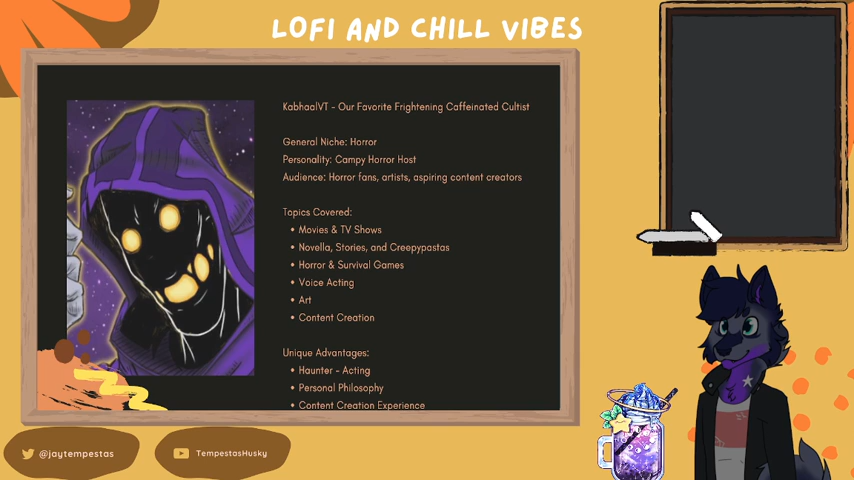 LOFI AND CHILL VIBES
KabhaalVT - Our Favorite Frightening Caffeinated Cultist
General Niche: Horror
Personality: Campy Horror Host
Audience: Horror fans, artists, aspiring content creators
Topics Covered:
• Movies & TV Shows
• Novella, Stories, and Creepypastas
• Horror & Survival Games
• Voice Acting
• Art
• Content Creation
Unique Advantages:
• Haunter - Acting
• Personal Philosophy
• Content Creation Experience
@jaytempestas
TempestasHusky